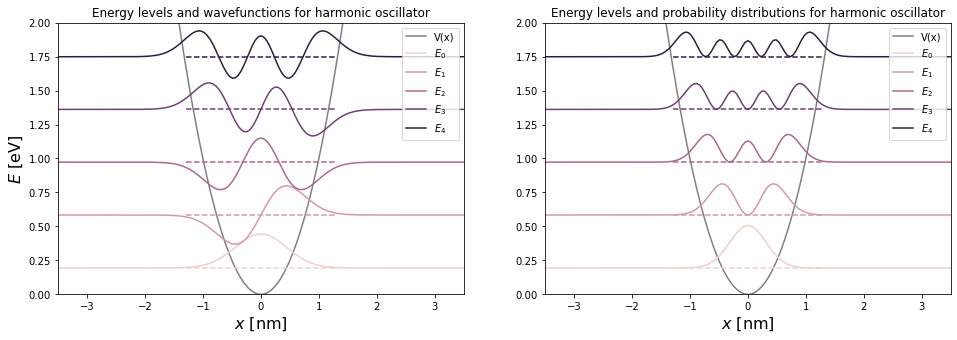 Energy levels and wavefunctions for harmonic oscillator
2.00
1.75
1.50
1.25
1.00
0.75
0.50
0.25
0.00
E [eV]
−3
−2
−1
0
1
2
3
x [nm]
V(x)
E₀
E₁
E₂
E₃
E₄
Energy levels and probability distributions for harmonic oscillator
2.00
1.75
1.50
1.25
1.00
0.75
0.50
0.25
0.00
−3
−2
−1
0
1
2
3
x [nm]
V(x)
E₀
E₁
E₂
E₃
E₄